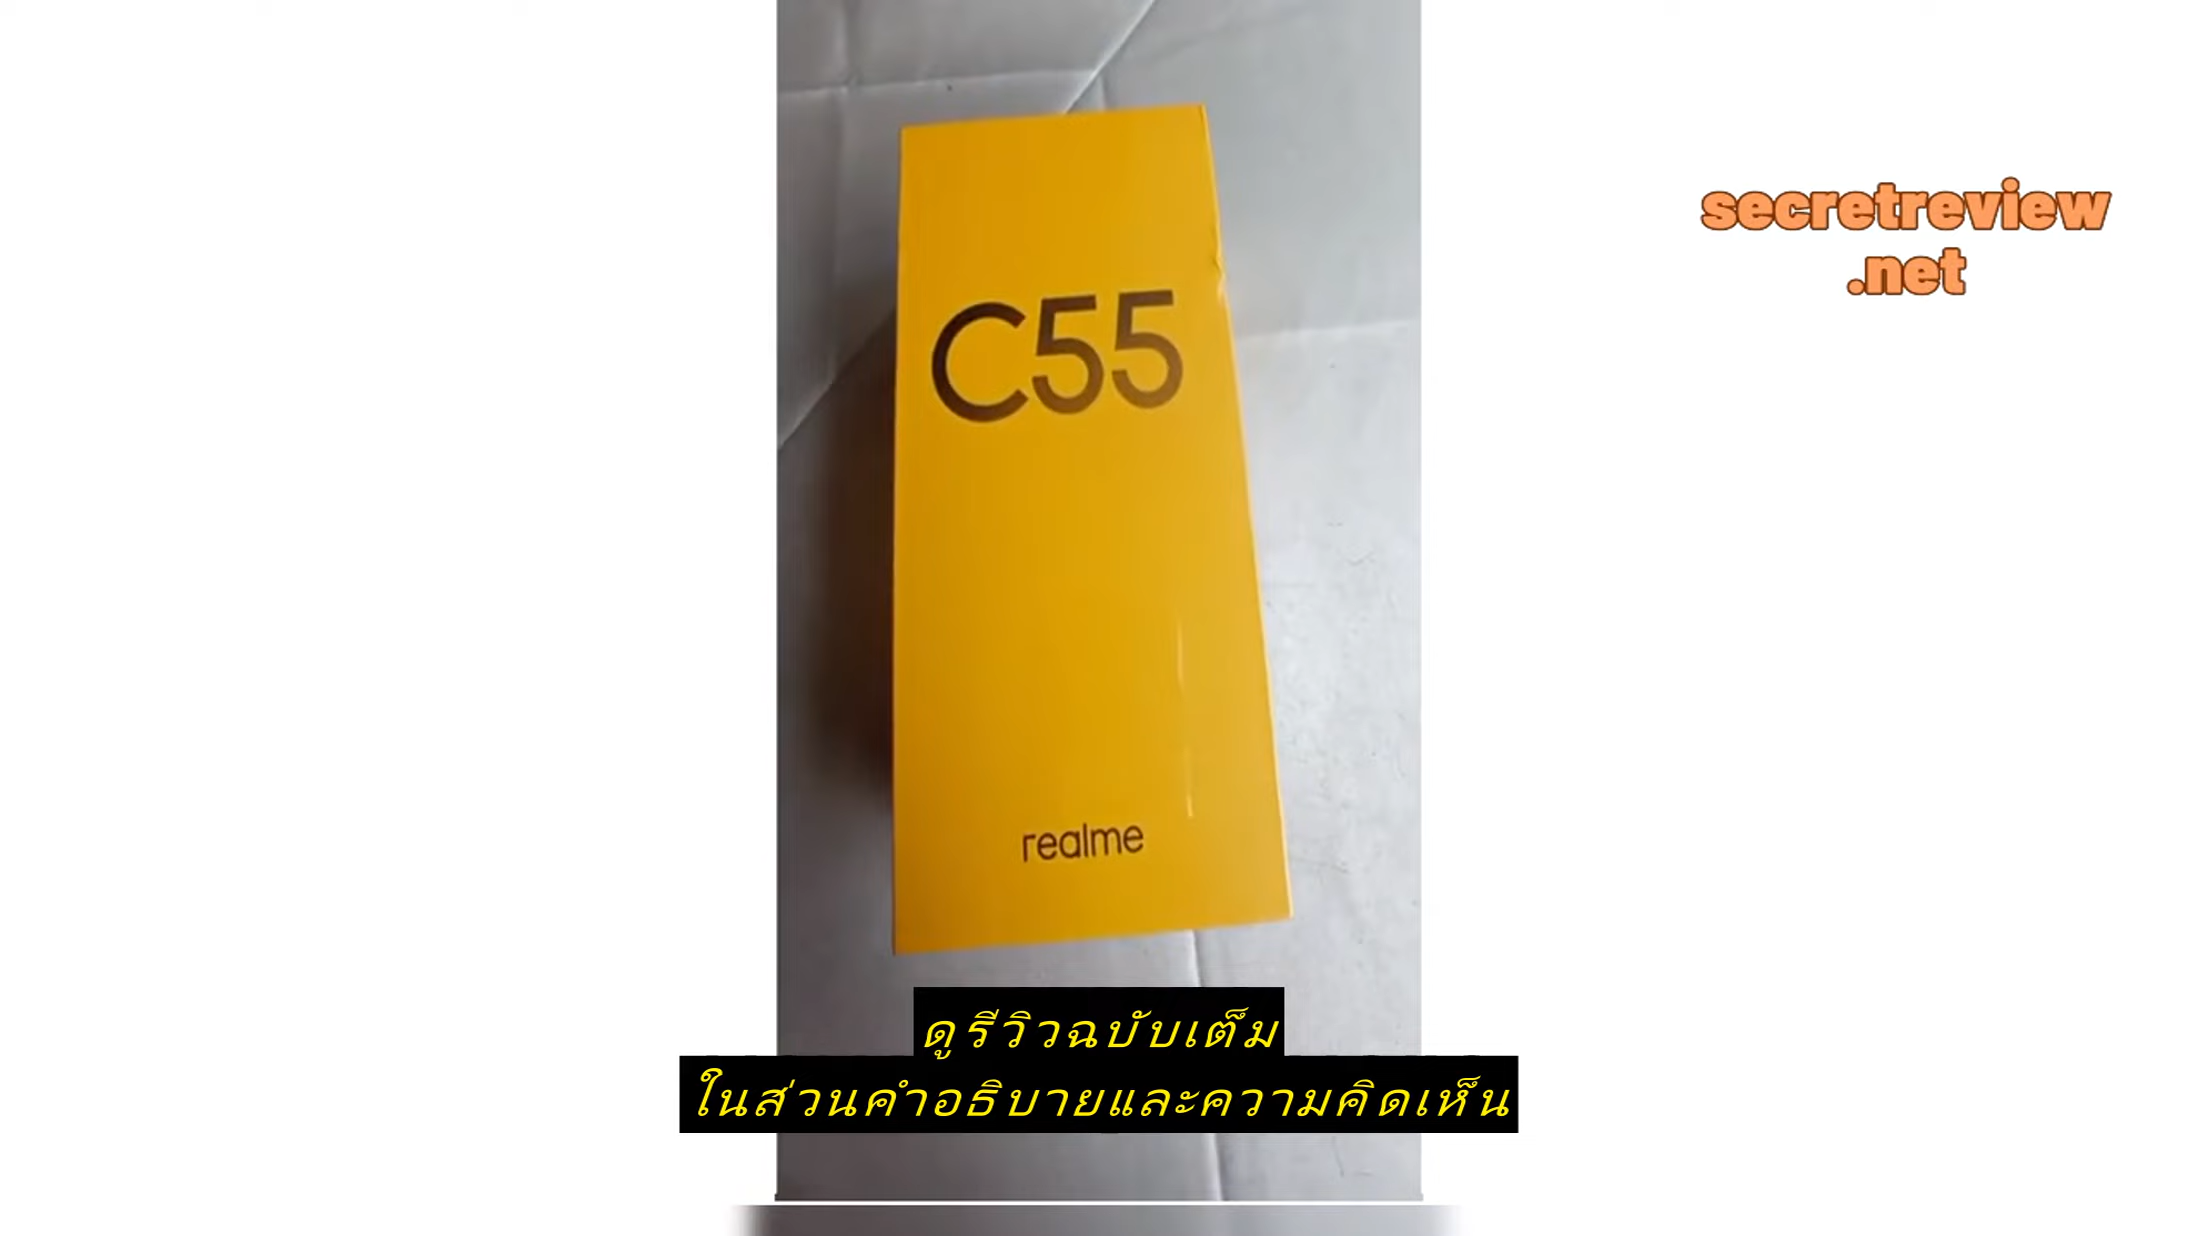 secretreview
.net
C55
realme
ดูรีวิวฉบับเต็ม
ในส่วนคำอธิบายและความคิดเห็น